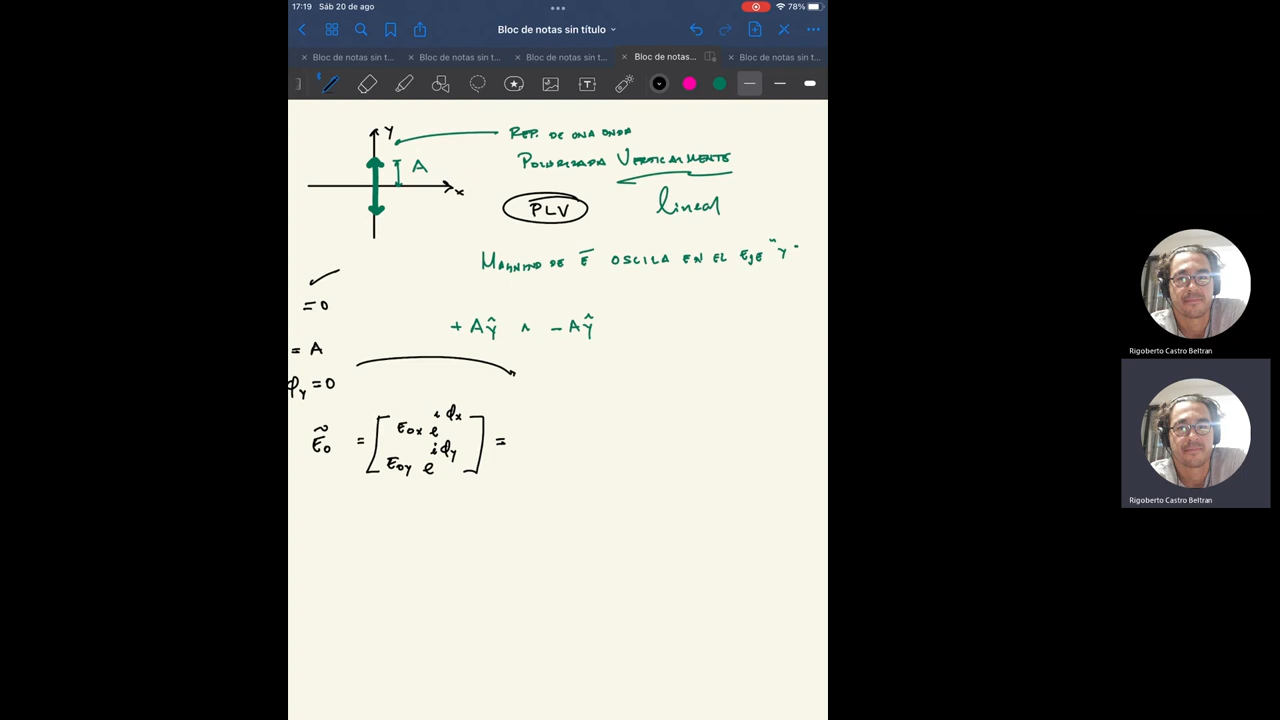 17:19 Sáb 20 de ago
78%
Bloc de notas sin título
Bloc de notas sin t...
Bloc de notas sin t...
Bloc de notas sin tít...
Bloc de notas...
Bloc de notas sin tít...
y
Rep. de una onda
A
Polarizada Verticalmente
x
PLV
lineal
Magnitud de E̅ oscila en el eje "y"
= 0
+ Aŷ ∧ - Aŷ
= A
φy = 0
Ẽ₀ = [ E₀x e^{iφx} E₀y e^{iφy} ] =
Rigoberto Castro Beltran
Rigoberto Castro Beltran